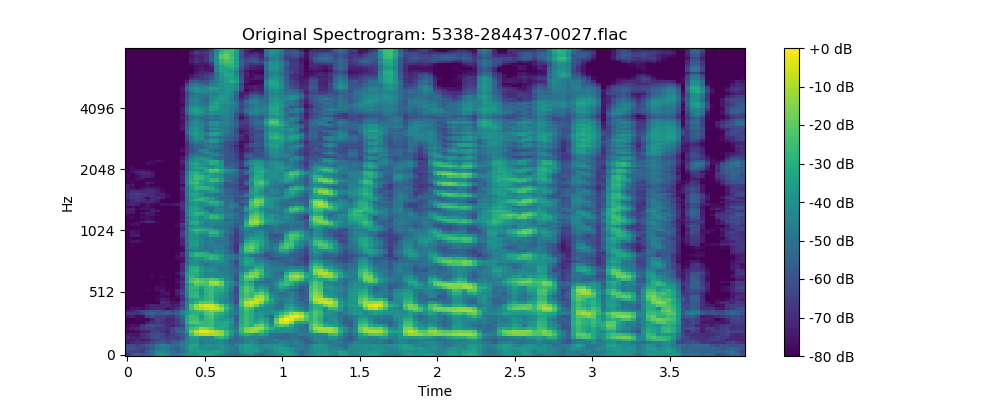 Original Spectrogram: 5338-284437-0027.flac
Hz
4096
2048
1024
512
0
0 0.5 1 1.5 2 2.5 3 3.5
Time
+0 dB
-10 dB
-20 dB
-30 dB
-40 dB
-50 dB
-60 dB
-70 dB
-80 dB